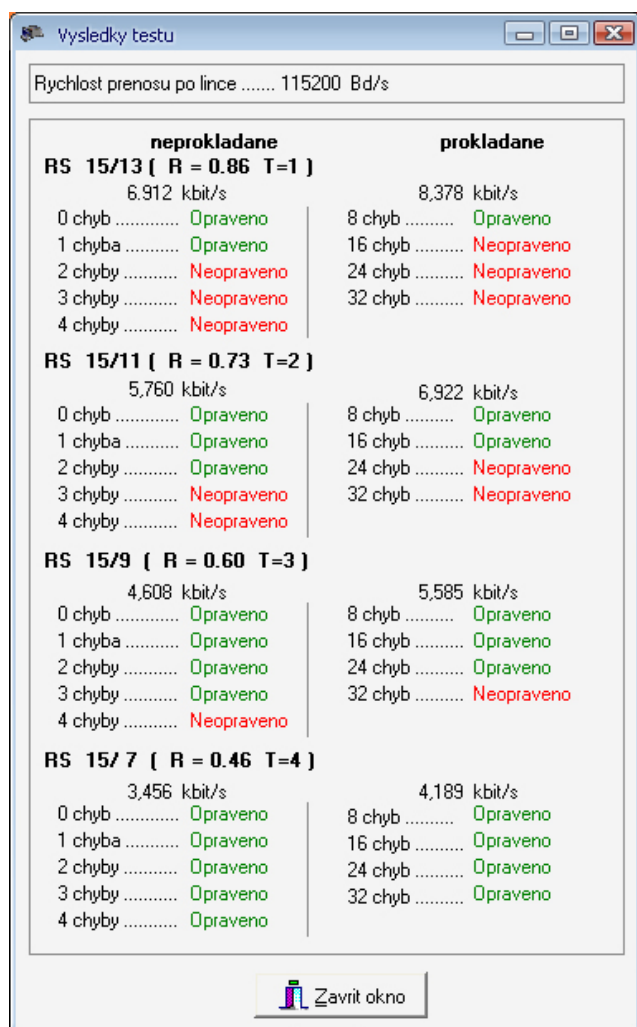 Vysledky testu
Rychlost prenosu po lince ....... 115200 Bd/s
neprokladane prokladane
RS 15/13 ( R = 0.86 T=1 )
6.912 kbit/s 8,378 kbit/s
0 chyb ............. Opraveno 8 chyb .......... Opraveno
1 chyba ........... Opraveno 16 chyb .......... Neopraveno
2 chyby ........... Neopraveno 24 chyb .......... Neopraveno
3 chyby ........... Neopraveno 32 chyb .......... Neopraveno
4 chyby ........... Neopraveno
RS 15/11 ( R = 0.73 T=2 )
5,760 kbit/s 6,922 kbit/s
0 chyb ............. Opraveno 8 chyb .......... Opraveno
1 chyba ........... Opraveno 16 chyb .......... Opraveno
2 chyby ........... Opraveno 24 chyb .......... Neopraveno
3 chyby ........... Neopraveno 32 chyb .......... Neopraveno
4 chyby ........... Neopraveno
RS 15/9 ( R = 0.60 T=3 )
4,608 kbit/s 5,585 kbit/s
0 chyb ............. Opraveno 8 chyb .......... Opraveno
1 chyba ........... Opraveno 16 chyb .......... Opraveno
2 chyby ........... Opraveno 24 chyb .......... Opraveno
3 chyby ........... Opraveno 32 chyb .......... Neopraveno
4 chyby ........... Neopraveno
RS 15/ 7 ( R = 0.46 T=4 )
3,456 kbit/s 4,189 kbit/s
0 chyb ............. Opraveno 8 chyb .......... Opraveno
1 chyba ........... Opraveno 16 chyb .......... Opraveno
2 chyby ........... Opraveno 24 chyb .......... Opraveno
3 chyby ........... Opraveno 32 chyb .......... Opraveno
4 chyby ........... Opraveno
Zavrit okno